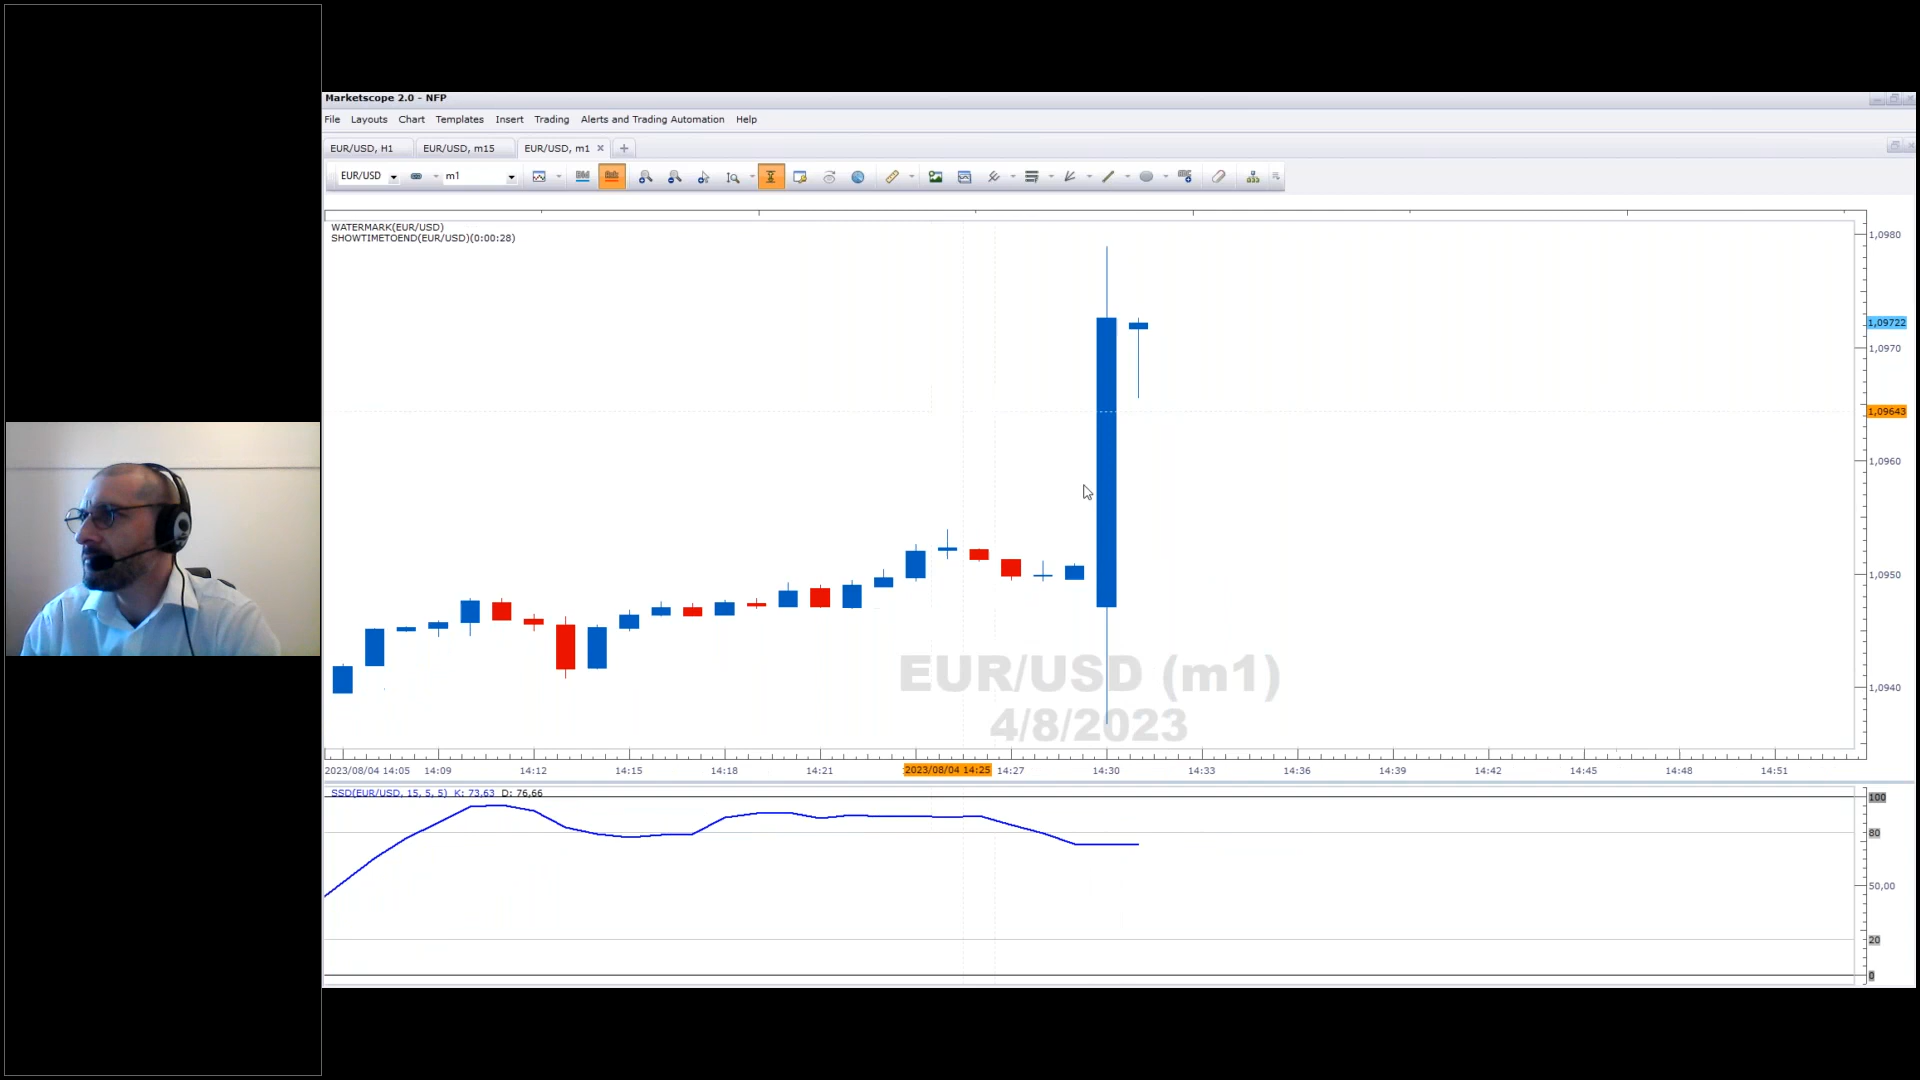 Marketscope 2.0 - NFP
File Layouts Chart Templates Insert Trading Alerts and Trading Automation Help
EUR/USD, H1 EUR/USD, m15 EUR/USD, m1
EUR/USD m1
WATERMARK(EUR/USD)
SHOWTIMETOEND(EUR/USD)(0:00:28)
1,0980
1,09722
1,0970
1,09643
1,0960
1,0950
1,0940
EUR/USD (m1)
4/8/2023
2023/08/04 14:05 14:09 14:12 14:15 14:18 14:21 2023/08/04 14:25 14:27 14:30 14:33 14:36 14:39 14:42 14:45 14:48 14:51
SSD(EUR/USD, 15, 5, 5) K: 73,63 D: 76,66
100
80
50,00
20
0